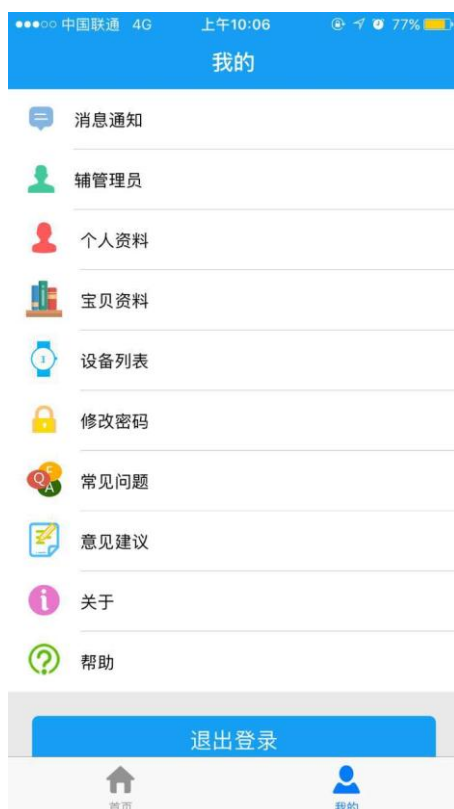 中国联通 4G 上午10:06 77%
我的
消息通知
辅管理员
个人资料
宝贝资料
设备列表
修改密码
Q F A 常见问题
意见建议
关于
帮助
退出登录
首页 我的